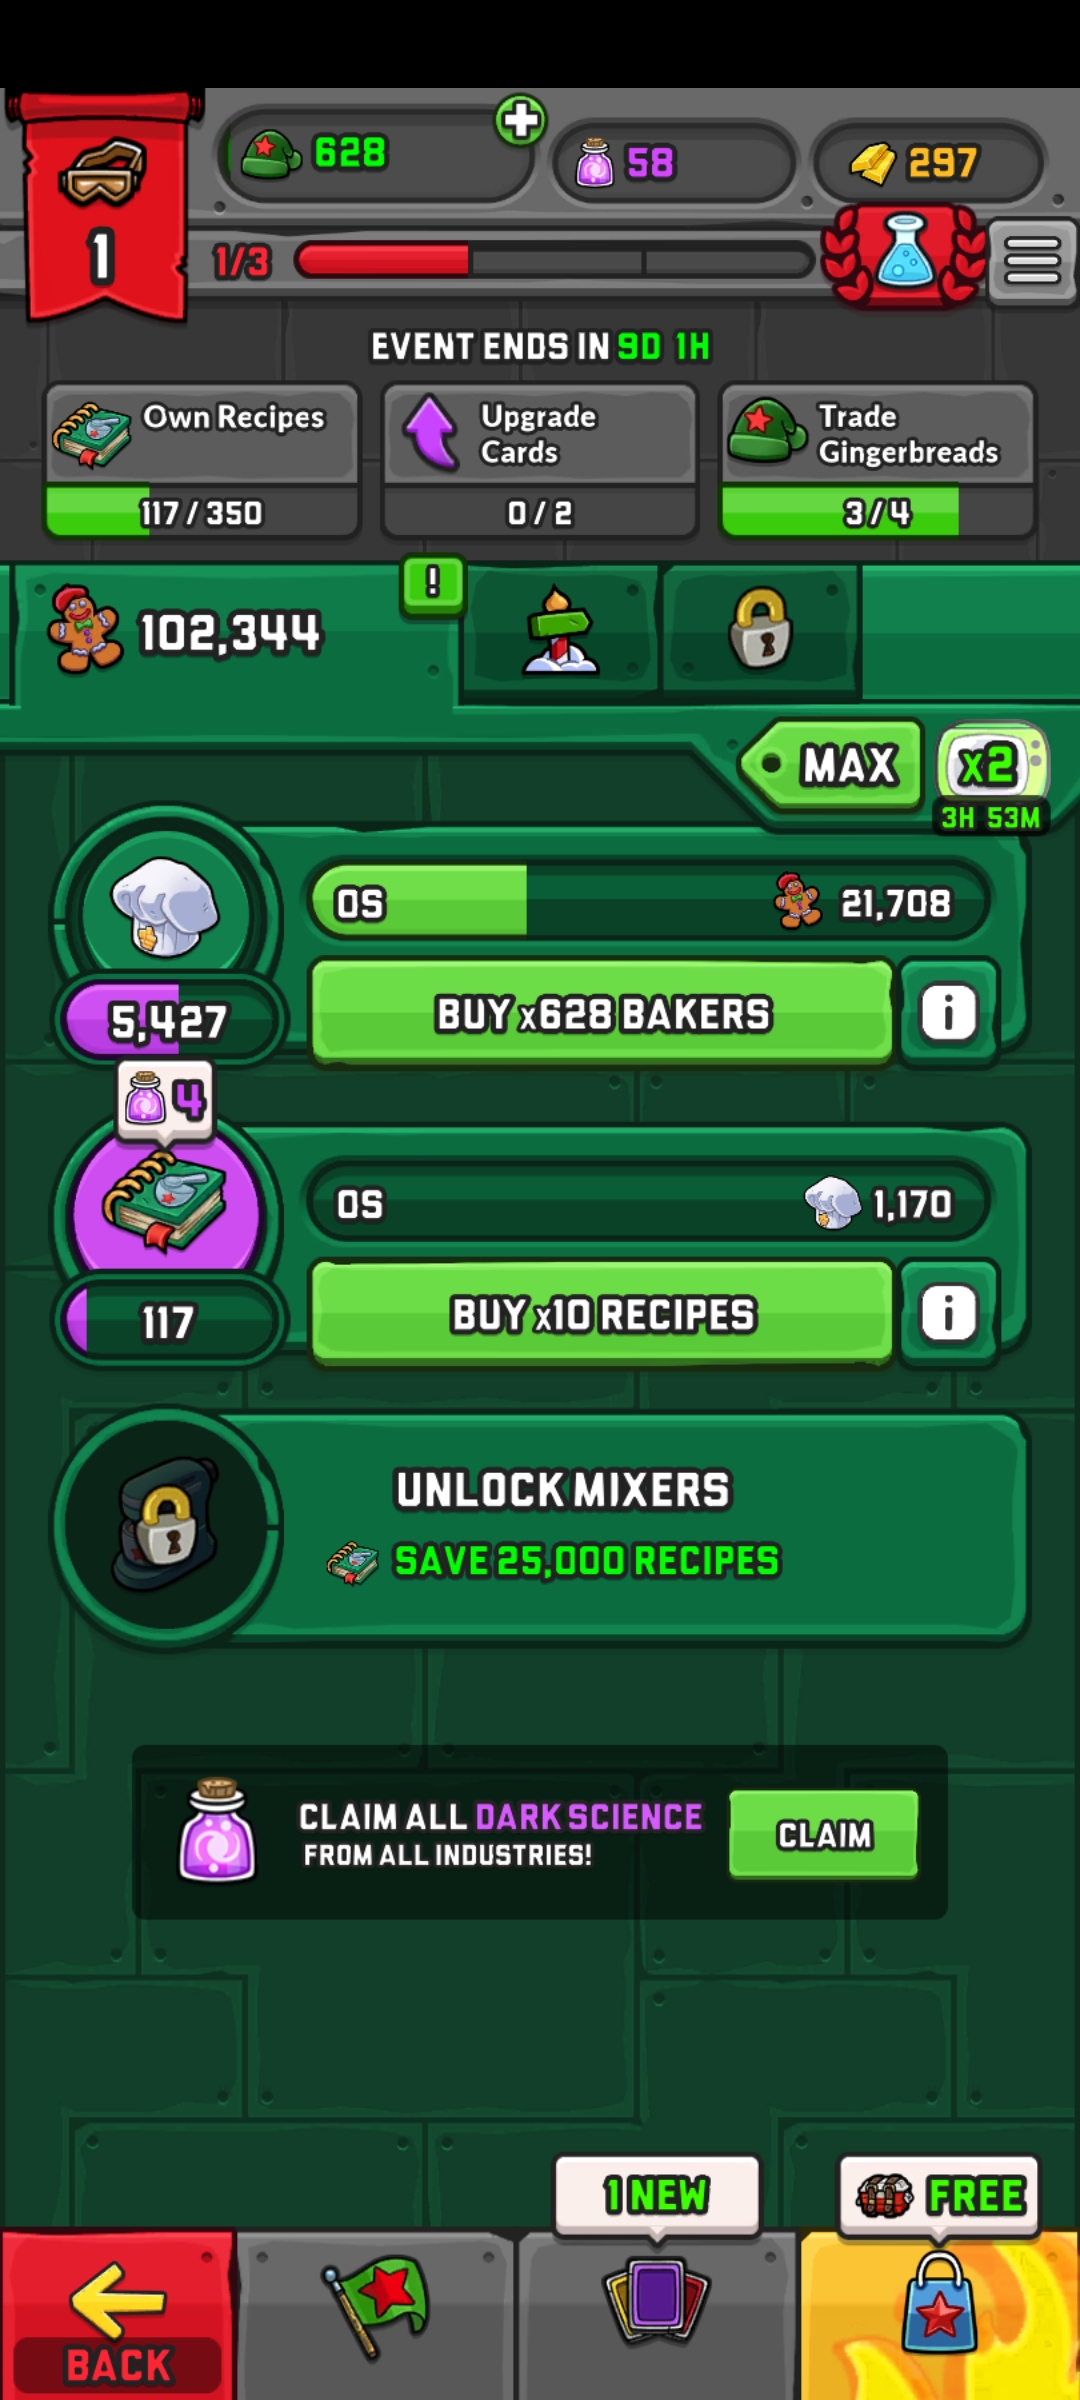 628
58
297
1
1/3
EVENT ENDS IN 9D 1H
Own Recipes
117 / 350
Upgrade
Cards
0 / 2
Trade
Gingerbreads
3 / 4
!
102,344
MAX
x2
3H 53M
0S
21,708
5,427
BUY x628 BAKERS
i
4
0S
1,170
117
BUY x10 RECIPES
i
UNLOCK MIXERS
SAVE 25,000 RECIPES
CLAIM ALL DARK SCIENCE
FROM ALL INDUSTRIES!
CLAIM
1 NEW
FREE
BACK